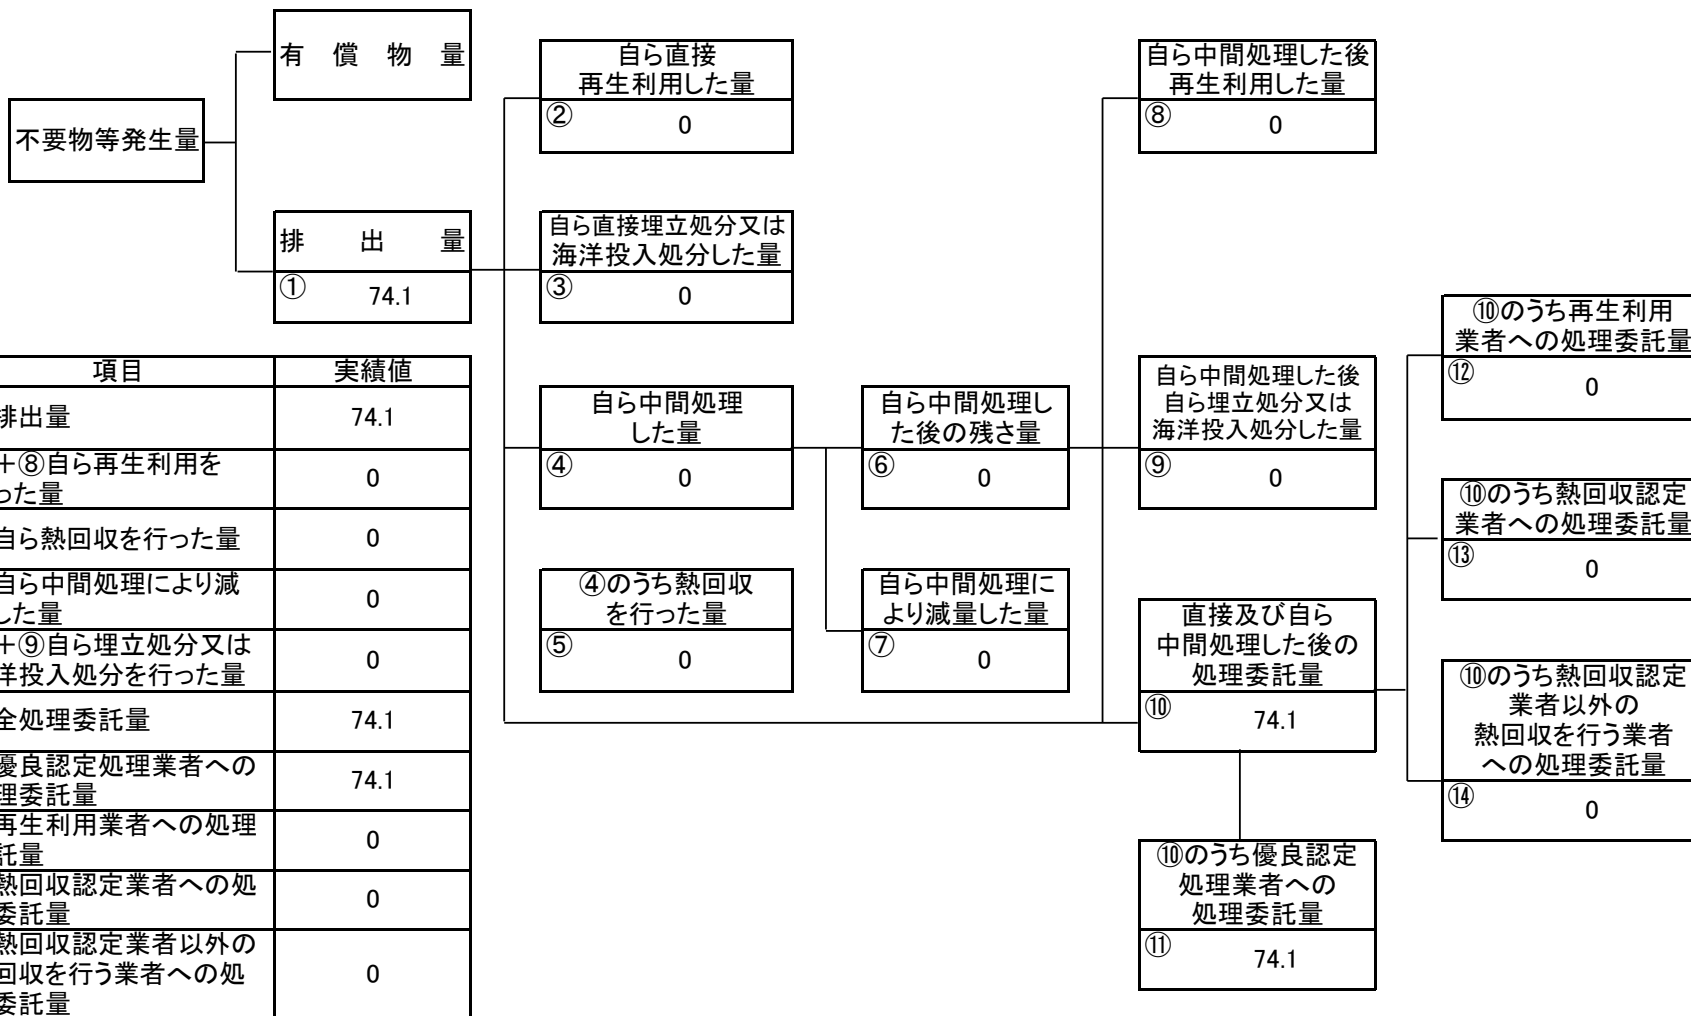 有償物量
不要物等発生量
排出量
①
74.1
自ら直接
再生利用した量
②
0
自ら直接埋立処分又は
海洋投入処分した量
③
0
自ら中間処理
した量
④
0
④のうち熱回収
を行った量
⑤
0
自ら中間処理し
た後の残さ量
⑥
0
自ら中間処理に
より減量した量
⑦
0
自ら中間処理した後
再生利用した量
⑧
0
自ら中間処理した後
自ら埋立処分又は
海洋投入処分した量
⑨
0
直接及び自ら
中間処理した後の
処理委託量
⑩
74.1
⑩のうち優良認定
処理業者への
処理委託量
⑪
74.1
⑩のうち再生利用
業者への処理委託量
⑫
0
⑩のうち熱回収認定
業者への処理委託量
⑬
0
⑩のうち熱回収認定
業者以外の
熱回収を行う業者
への処理委託量
⑭
0
項目 実績値
排出量 74.1
+⑧自ら再生利用を
った量
0
自ら熱回収を行った量 0
自ら中間処理により減
した量
0
+⑨自ら埋立処分又は
洋投入処分を行った量
0
全処理委託量 74.1
優良認定処理業者への
理委託量
74.1
再生利用業者への処理
託量
0
熱回収認定業者への処
委託量
0
熱回収認定業者以外の
回収を行う業者への処
委託量
0